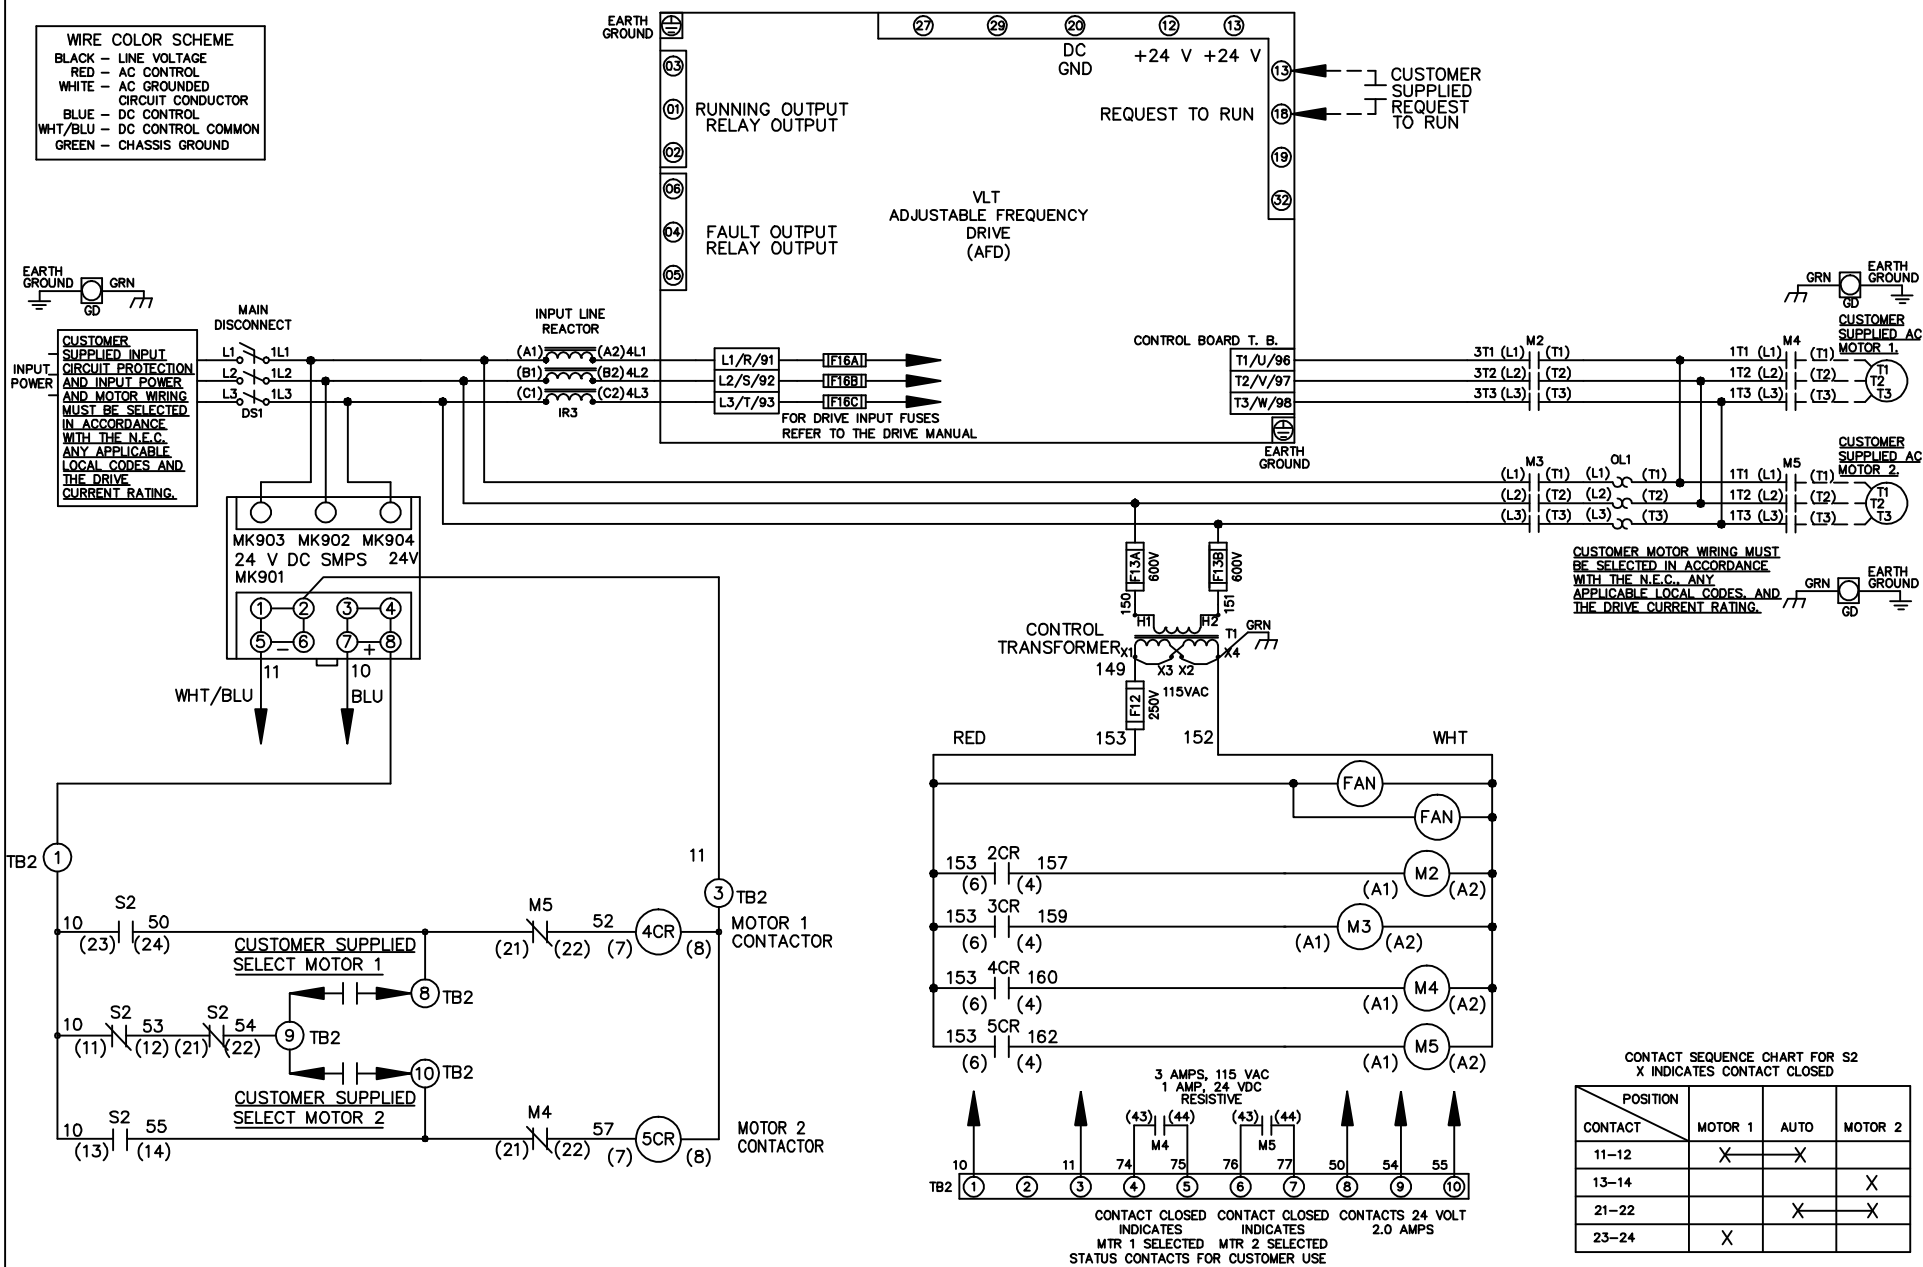 WIRE COLOR SCHEME
BLACK – LINE VOLTAGE
RED – AC CONTROL
WHITE – AC GROUNDED
CIRCUIT CONDUCTOR
BLUE – DC CONTROL
WHT/BLU – DC CONTROL COMMON
GREEN – CHASSIS GROUND
EARTH
GROUND
27 29 20 12 13
DC
GND
+24 V +24 V
03
01
02
RUNNING OUTPUT
RELAY OUTPUT
06
04
05
FAULT OUTPUT
RELAY OUTPUT
13
REQUEST TO RUN 18
19
32
CUSTOMER
SUPPLIED
REQUEST
TO RUN
VLT
ADJUSTABLE FREQUENCY
DRIVE
(AFD)
EARTH
GROUND
GRN
GD
INPUT
POWER
CUSTOMER
SUPPLIED INPUT
CIRCUIT PROTECTION
AND INPUT POWER
AND MOTOR WIRING
MUST BE SELECTED
IN ACCORDANCE
WITH THE N.E.C.
ANY APPLICABLE
LOCAL CODES AND
THE DRIVE
CURRENT RATING.
MAIN
DISCONNECT
L1 1L1
L2 1L2
L3 1L3
DS1
INPUT LINE
REACTOR
(A1) (A2) 4L1
(B1) (B2) 4L2
(C1) (C2) 4L3
IR3
L1/R/91 F16A
L2/S/92 F16B
L3/T/93 F16C
FOR DRIVE INPUT FUSES
REFER TO THE DRIVE MANUAL
CONTROL BOARD T. B.
T1/U/96
T2/V/97
T3/W/98
EARTH
GROUND
M2
3T1 (L1) (T1)
3T2 (L2) (T2)
3T3 (L3) (T3)
M4
1T1 (L1) (T1)
1T2 (L2) (T2)
1T3 (L3) (T3)
T1
T2
T3
GRN
GD
EARTH
GROUND
CUSTOMER
SUPPLIED AC
MOTOR 1.
M3 OL1
(L1) (T1) (L1) (T1)
(L2) (T2) (L2) (T2)
(L3) (T3) (L3) (T3)
M5
1T1 (L1) (T1)
1T2 (L2) (T2)
1T3 (L3) (T3)
T1
T2
T3
CUSTOMER
SUPPLIED AC
MOTOR 2.
CUSTOMER MOTOR WIRING MUST
BE SELECTED IN ACCORDANCE
WITH THE N.E.C., ANY
APPLICABLE LOCAL CODES, AND
THE DRIVE CURRENT RATING.
GRN
GD
EARTH
GROUND
MK903 MK902 MK904
24 V DC SMPS 24V
MK901
1 2 3 4
5 – 6 7 + 8
11 10
WHT/BLU BLU
F13A 600V
F13B 600V
150 151
H1 H2
CONTROL
TRANSFORMER
T1
GRN
X1 X3 X2 X4
149
115VAC
F12 250V
153 152
RED WHT
FAN
FAN
153 2CR 157
(6) (4)
M2
(A1) (A2)
153 3CR 159
(6) (4)
M3
(A1) (A2)
153 4CR 160
(6) (4)
M4
(A1) (A2)
153 5CR 162
(6) (4)
M5
(A1) (A2)
TB2 1
11
3 TB2
S2
10 50
(23) (24)
M5
(21) (22)
52
(7) 4CR (8)
MOTOR 1
CONTACTOR
CUSTOMER SUPPLIED
SELECT MOTOR 1
8 TB2
S2 S2
10 53 54
(11) (12) (21) (22)
9 TB2
10 TB2
CUSTOMER SUPPLIED
SELECT MOTOR 2
S2
10 55
(13) (14)
M4
(21) (22)
57
(7) 5CR (8)
MOTOR 2
CONTACTOR
3 AMPS, 115 VAC
1 AMP, 24 VDC
RESISTIVE
(43) (44) (43) (44)
M4 M5
10 11 74 75 76 77 50 54 55
TB2 1 2 3 4 5 6 7 8 9 10
CONTACT CLOSED
INDICATES
MTR 1 SELECTED
CONTACT CLOSED
INDICATES
MTR 2 SELECTED
CONTACTS 24 VOLT
2.0 AMPS
STATUS CONTACTS FOR CUSTOMER USE
CONTACT SEQUENCE CHART FOR S2
X INDICATES CONTACT CLOSED
POSITION
CONTACT MOTOR 1 AUTO MOTOR 2
11–12 X X
13–14 X
21–22 X X
23–24 X